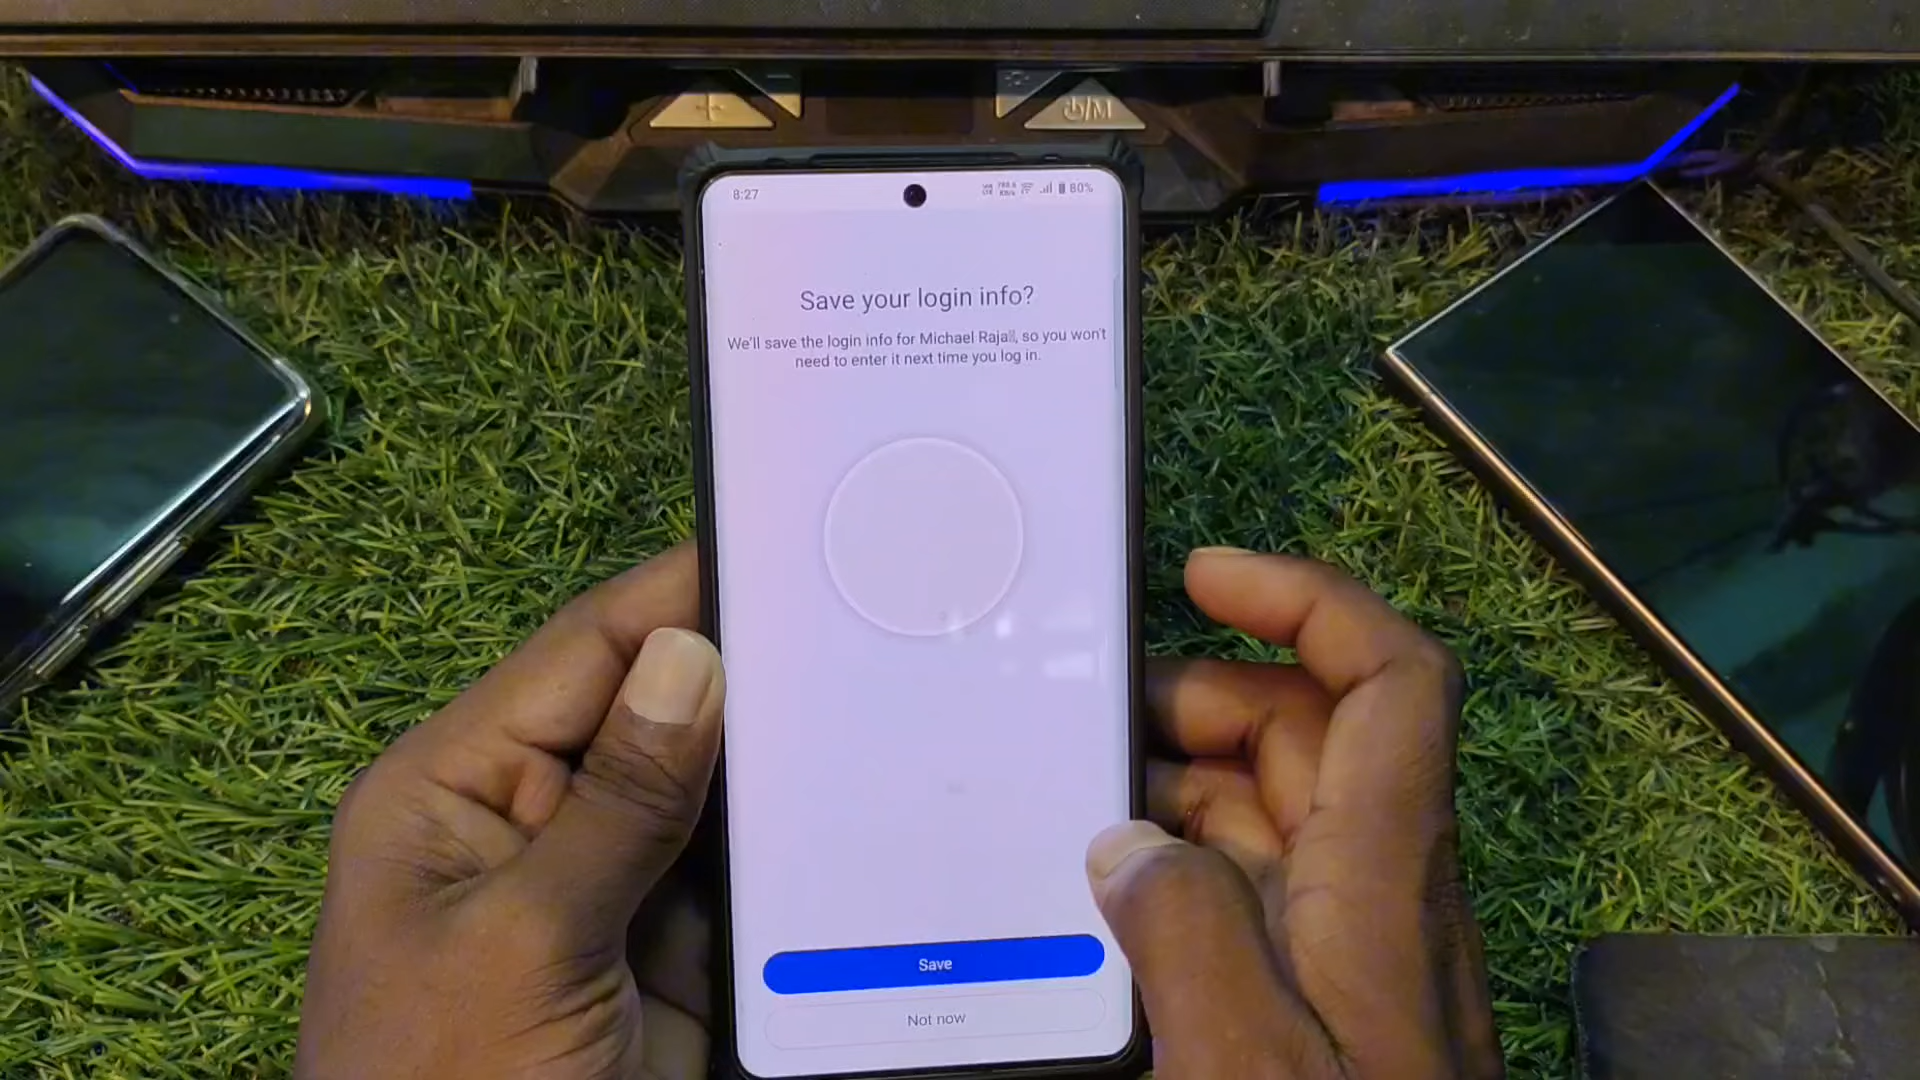 ⏻/M
8:27
80%
Save your login info?
We'll save the login info for Michael so you won't
need to enter it next time you log in.
Save
Not now